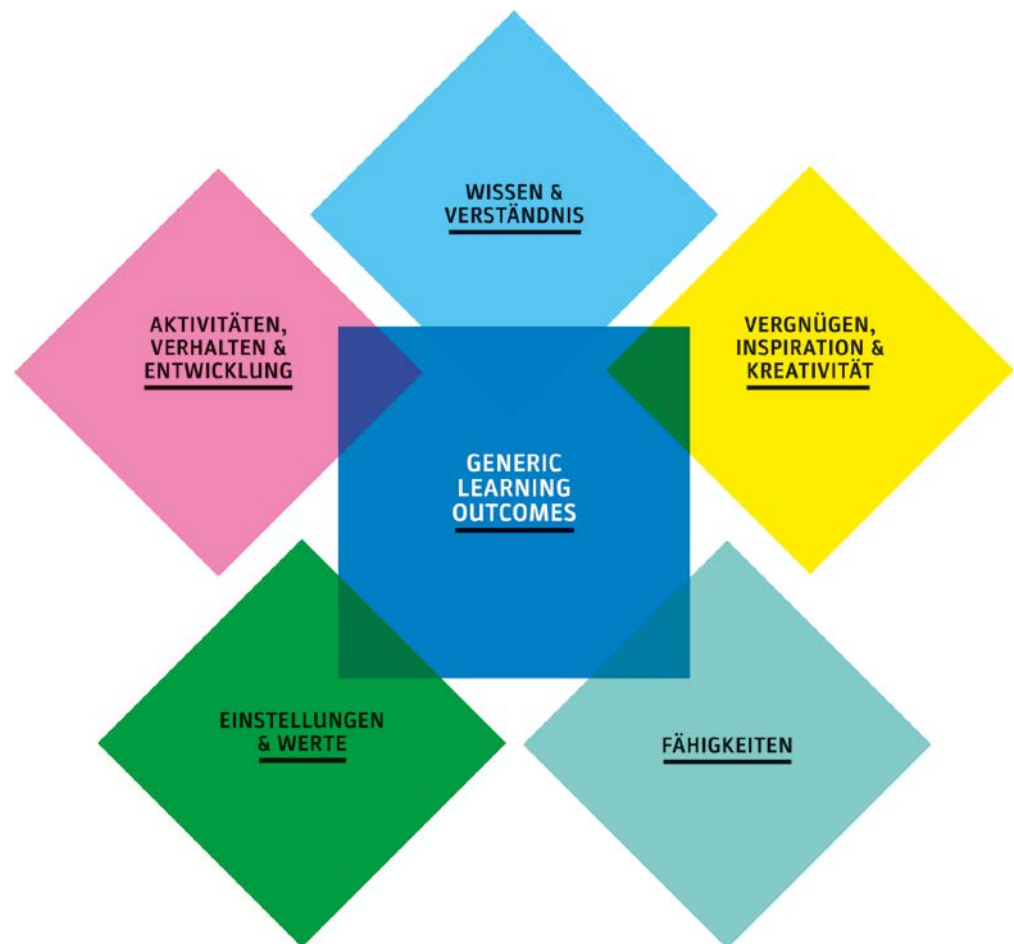 WISSEN &
VERSTÄNDNIS
AKTIVITÄTEN,
VERHALTEN &
ENTWICKLUNG
VERGNÜGEN,
INSPIRATION &
KREATIVITÄT
GENERIC
LEARNING
OUTCOMES
EINSTELLUNGEN
& WERTE
FÄHIGKEITEN